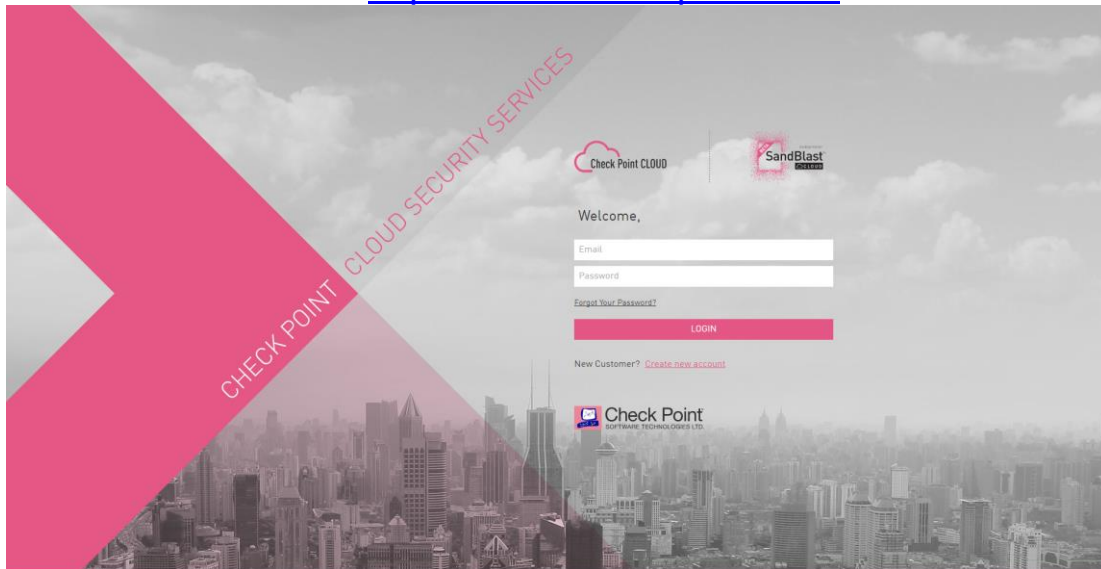 CHECK POINT CLOUD SECURITY SERVICES
Check Point CLOUD
SandBlast
CLOUD
Welcome,
Email
Password
Forgot Your Password?
LOGIN
New Customer? Create new account
Check Point
SOFTWARE TECHNOLOGIES LTD.